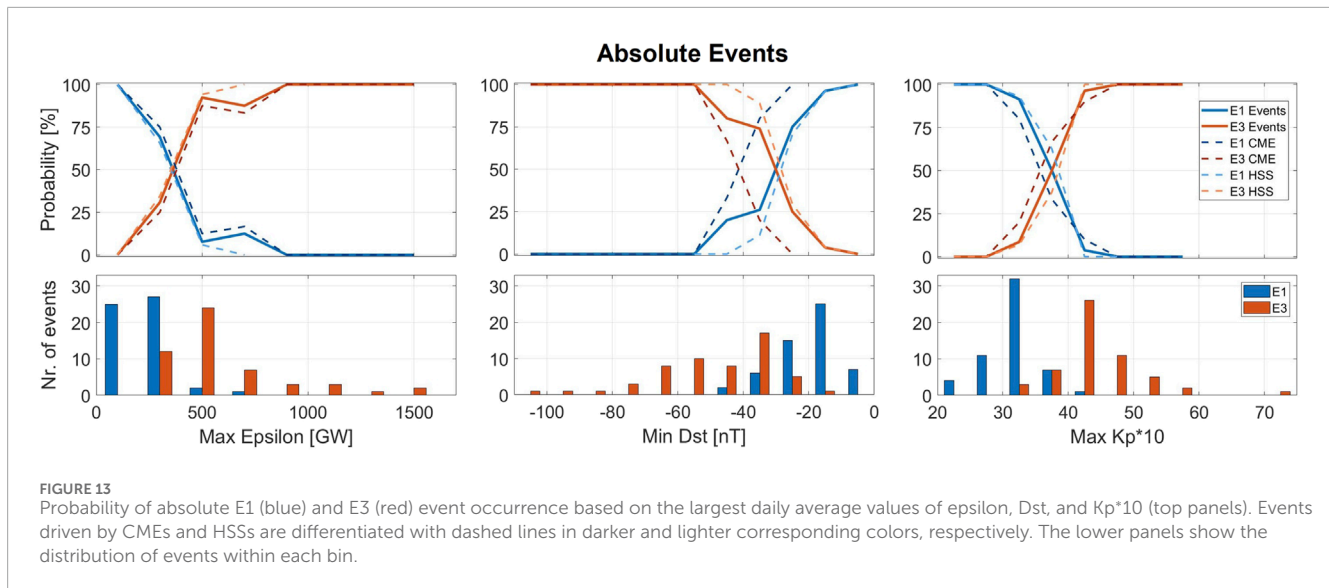 Absolute Events
Probability [%]
100
75
50
25
0
100
75
50
25
0
100
75
50
25
0
E1 Events
E3 Events
E1 CME
E3 CME
E1 HSS
E3 HSS
Nr. of events
30
20
10
0
0 500 1000 1500
Max Epsilon [GW]
30
20
10
0
-100 -80 -60 -40 -20 0
Min Dst [nT]
30
20
10
0
20 30 40 50 60 70
Max Kp*10
E1
E3
FIGURE 13
Probability of absolute E1 (blue) and E3 (red) event occurrence based on the largest daily average values of epsilon, Dst, and Kp*10 (top panels). Events
driven by CMEs and HSSs are differentiated with dashed lines in darker and lighter corresponding colors, respectively. The lower panels show the
distribution of events within each bin.